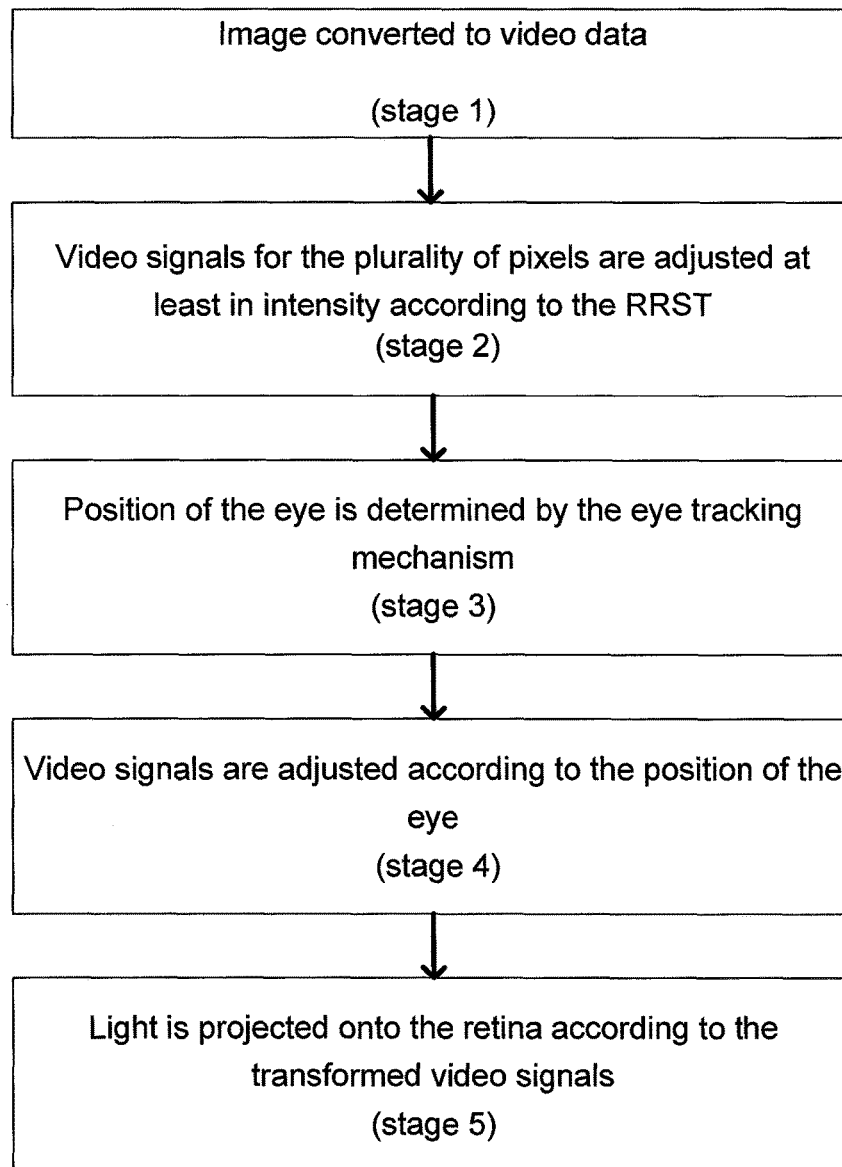 Image converted to video data
(stage 1)
Video signals for the plurality of pixels are adjusted at
least in intensity according to the RRST
(stage 2)
Position of the eye is determined by the eye tracking
mechanism
(stage 3)
Video signals are adjusted according to the position of the
eye
(stage 4)
Light is projected onto the retina according to the
transformed video signals
(stage 5)